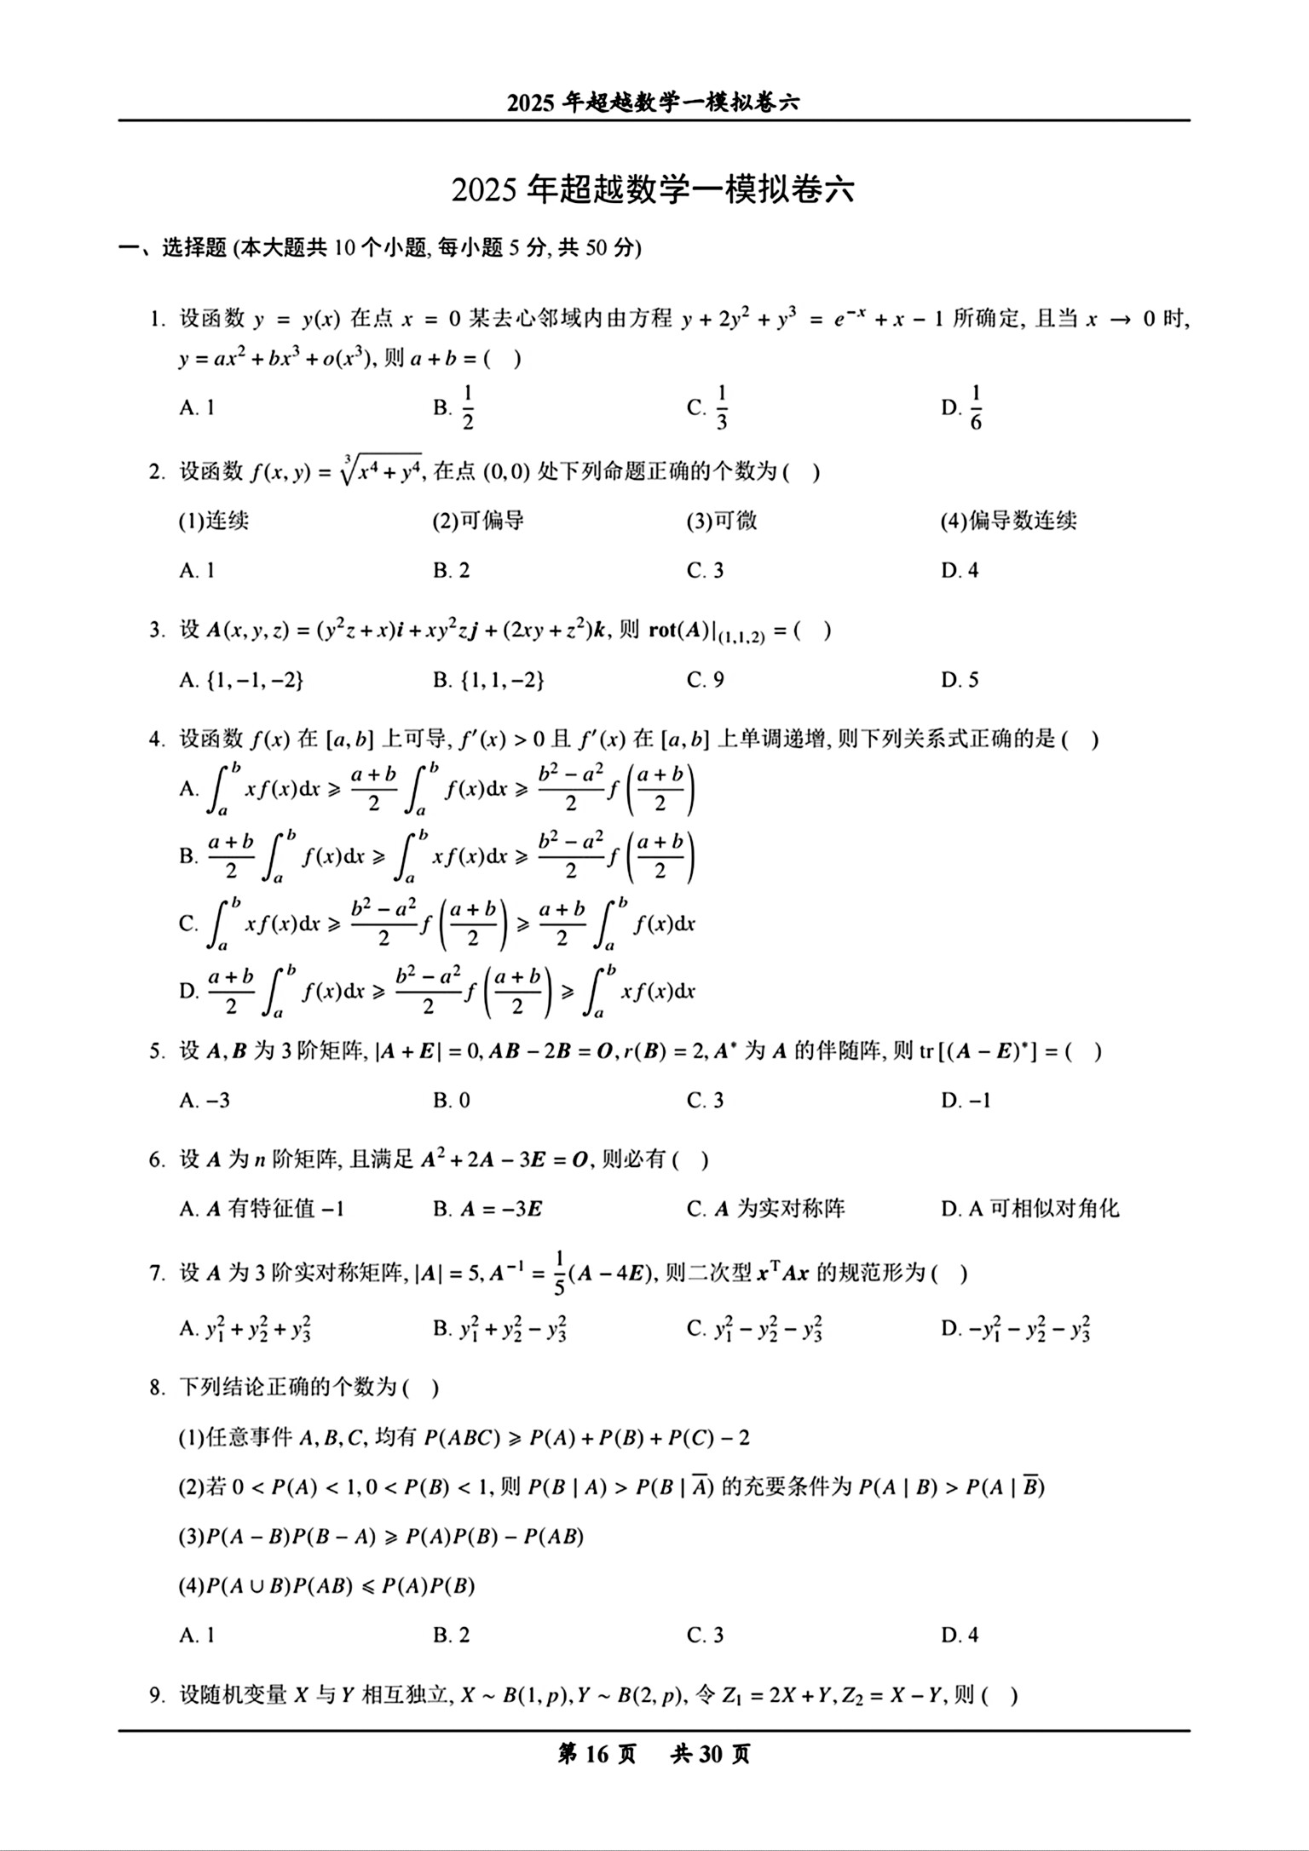 2025 年超越数学一模拟卷六
2025 年超越数学一模拟卷六
一、选择题 (本大题共 10 个小题, 每小题 5 分, 共 50 分)
1. 设函数 y = y(x) 在点 x = 0 某去心邻域内由方程 y + 2y² + y³ = e⁻ˣ + x − 1 所确定, 且当 x → 0 时,
y = ax² + bx³ + o(x³), 则 a + b = ( )
A. 1 B. 1/2 C. 1/3 D. 1/6
2. 设函数 f(x, y) = ∛(x⁴ + y⁴), 在点 (0, 0) 处下列命题正确的个数为 ( )
(1)连续 (2)可偏导 (3)可微 (4)偏导数连续
A. 1 B. 2 C. 3 D. 4
3. 设 A(x, y, z) = (y²z + x)i + xy²zj + (2xy + z²)k, 则 rot(A)|₍₁,₁,₂₎ = ( )
A. {1, −1, −2} B. {1, 1, −2} C. 9 D. 5
4. 设函数 f(x) 在 [a, b] 上可导, f′(x) > 0 且 f′(x) 在 [a, b] 上单调递增, 则下列关系式正确的是 ( )
A. ∫ₐᵇ xf(x)dx ⩾ (a + b)/2 ∫ₐᵇ f(x)dx ⩾ (b² − a²)/2 f((a + b)/2)
B. (a + b)/2 ∫ₐᵇ f(x)dx ⩾ ∫ₐᵇ xf(x)dx ⩾ (b² − a²)/2 f((a + b)/2)
C. ∫ₐᵇ xf(x)dx ⩾ (b² − a²)/2 f((a + b)/2) ⩾ (a + b)/2 ∫ₐᵇ f(x)dx
D. (a + b)/2 ∫ₐᵇ f(x)dx ⩾ (b² − a²)/2 f((a + b)/2) ⩾ ∫ₐᵇ xf(x)dx
5. 设 A, B 为 3 阶矩阵, |A + E| = 0, AB − 2B = O, r(B) = 2, A* 为 A 的伴随阵, 则 tr[(A − E)*] = ( )
A. −3 B. 0 C. 3 D. −1
6. 设 A 为 n 阶矩阵, 且满足 A² + 2A − 3E = O, 则必有 ( )
A. A 有特征值 −1 B. A = −3E C. A 为实对称阵 D. A 可相似对角化
7. 设 A 为 3 阶实对称矩阵, |A| = 5, A⁻¹ = 1/5(A − 4E), 则二次型 xᵀAx 的规范形为 ( )
A. y₁² + y₂² + y₃² B. y₁² + y₂² − y₃² C. y₁² − y₂² − y₃² D. −y₁² − y₂² − y₃²
8. 下列结论正确的个数为 ( )
(1)任意事件 A, B, C, 均有 P(ABC) ⩾ P(A) + P(B) + P(C) − 2
(2)若 0 < P(A) < 1, 0 < P(B) < 1, 则 P(B | A) > P(B | A̅) 的充要条件为 P(A | B) > P(A | B̅)
(3)P(A − B)P(B − A) ⩾ P(A)P(B) − P(AB)
(4)P(A ∪ B)P(AB) ⩽ P(A)P(B)
A. 1 B. 2 C. 3 D. 4
9. 设随机变量 X 与 Y 相互独立, X ~ B(1, p), Y ~ B(2, p), 令 Z₁ = 2X + Y, Z₂ = X − Y, 则 ( )
第 16 页 共 30 页